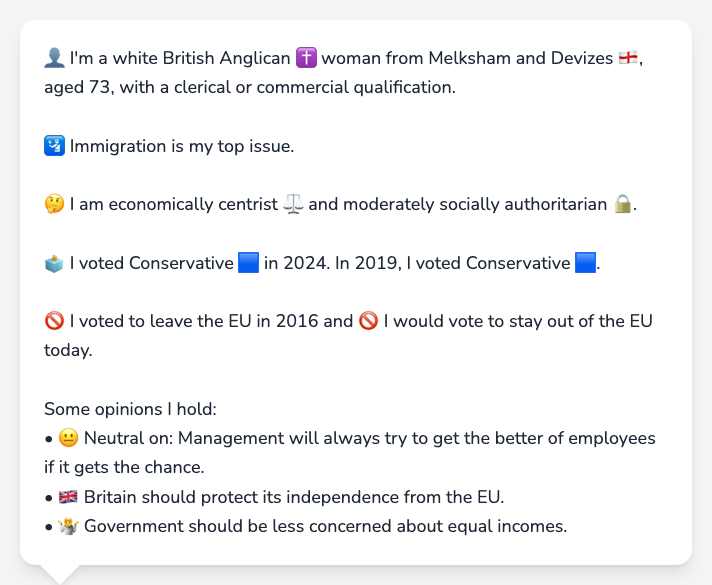 👤 I'm a white British Anglican ✝️ woman from Melksham and Devizes 🏴󠁧󠁢󠁥󠁮󠁧󠁿,
aged 73, with a clerical or commercial qualification.
🛂 Immigration is my top issue.
🤔 I am economically centrist ⚖️ and moderately socially authoritarian 🔒.
🗳️ I voted Conservative 🟦 in 2024. In 2019, I voted Conservative 🟦.
🚫 I voted to leave the EU in 2016 and 🚫 I would vote to stay out of the EU
today.
Some opinions I hold:
• 😐 Neutral on: Management will always try to get the better of employees
if it gets the chance.
• 🇬🇧 Britain should protect its independence from the EU.
• 🤷 Government should be less concerned about equal incomes.